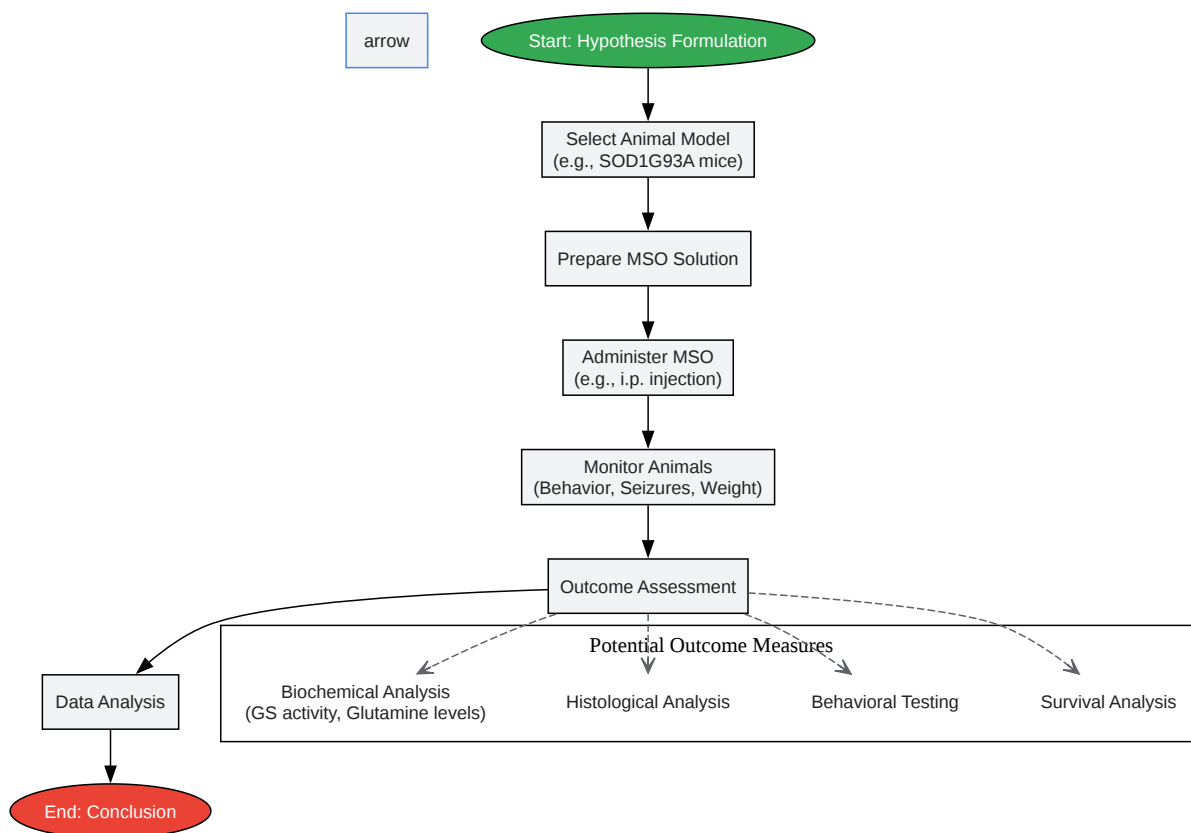 arrow
Start: Hypothesis Formulation
Select Animal Model
(e.g., SOD1G93A mice)
Prepare MSO Solution
Administer MSO
(e.g., i.p. injection)
Monitor Animals
(Behavior, Seizures, Weight)
Outcome Assessment
Potential Outcome Measures
Data Analysis
Biochemical Analysis
(GS activity, Glutamine levels)
Histological Analysis
Behavioral Testing
Survival Analysis
End: Conclusion